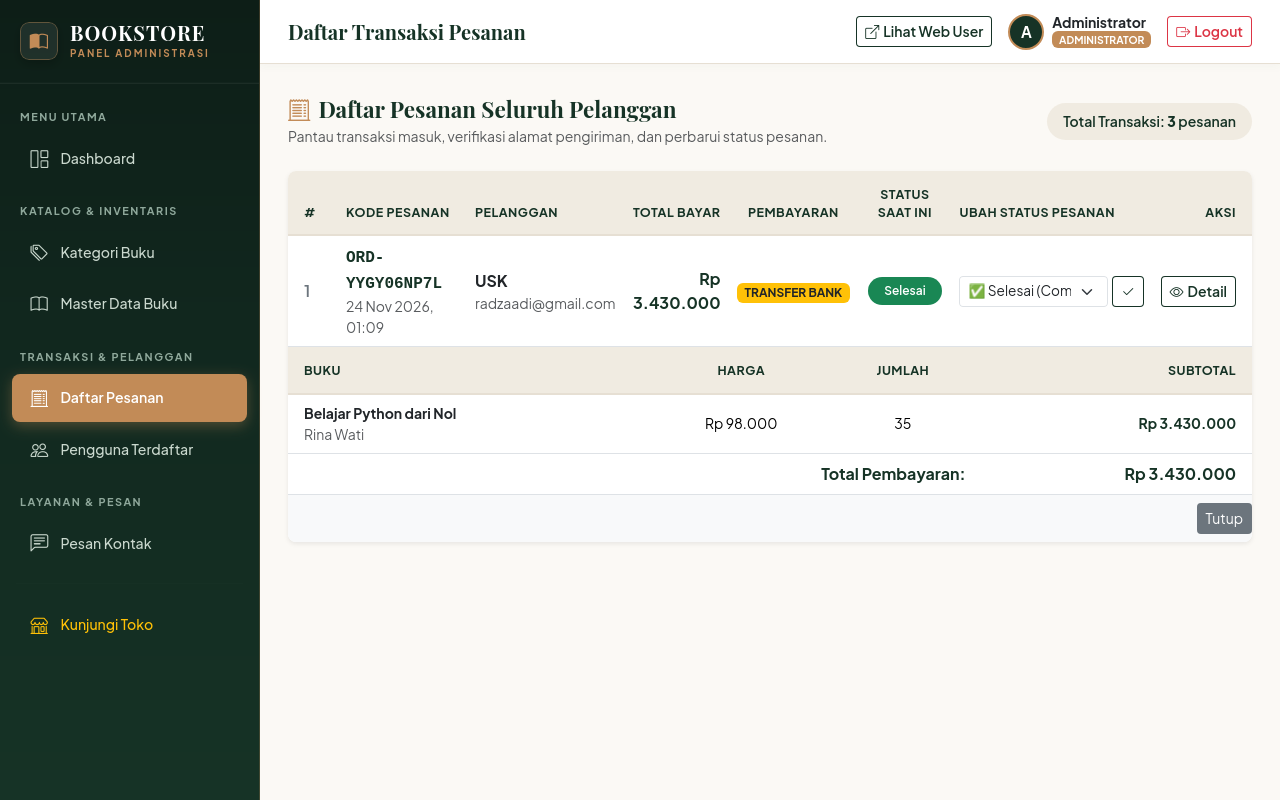 BOOKSTORE
PANEL ADMINISTRASI
MENU UTAMA
Dashboard
KATALOG & INVENTARIS
Kategori Buku
Master Data Buku
TRANSAKSI & PELANGGAN
Daftar Pesanan
Pengguna Terdaftar
LAYANAN & PESAN
Pesan Kontak
Kunjungi Toko
Daftar Transaksi Pesanan
Lihat Web User
A
Administrator
ADMINISTRATOR
Logout
Daftar Pesanan Seluruh Pelanggan
Pantau transaksi masuk, verifikasi alamat pengiriman, dan perbarui status pesanan.
Total Transaksi: 3 pesanan
# KODE PESANAN PELANGGAN TOTAL BAYAR PEMBAYARAN STATUS SAAT INI UBAH STATUS PESANAN AKSI
1
ORD-
YYGY06NP7L
24 Nov 2026,
01:09
USK
radzaadi@gmail.com
Rp
3.430.000
TRANSFER BANK
Selesai
✅ Selesai (Com
Detail
BUKU HARGA JUMLAH SUBTOTAL
Belajar Python dari Nol
Rina Wati
Rp 98.000 35 Rp 3.430.000
Total Pembayaran: Rp 3.430.000
Tutup